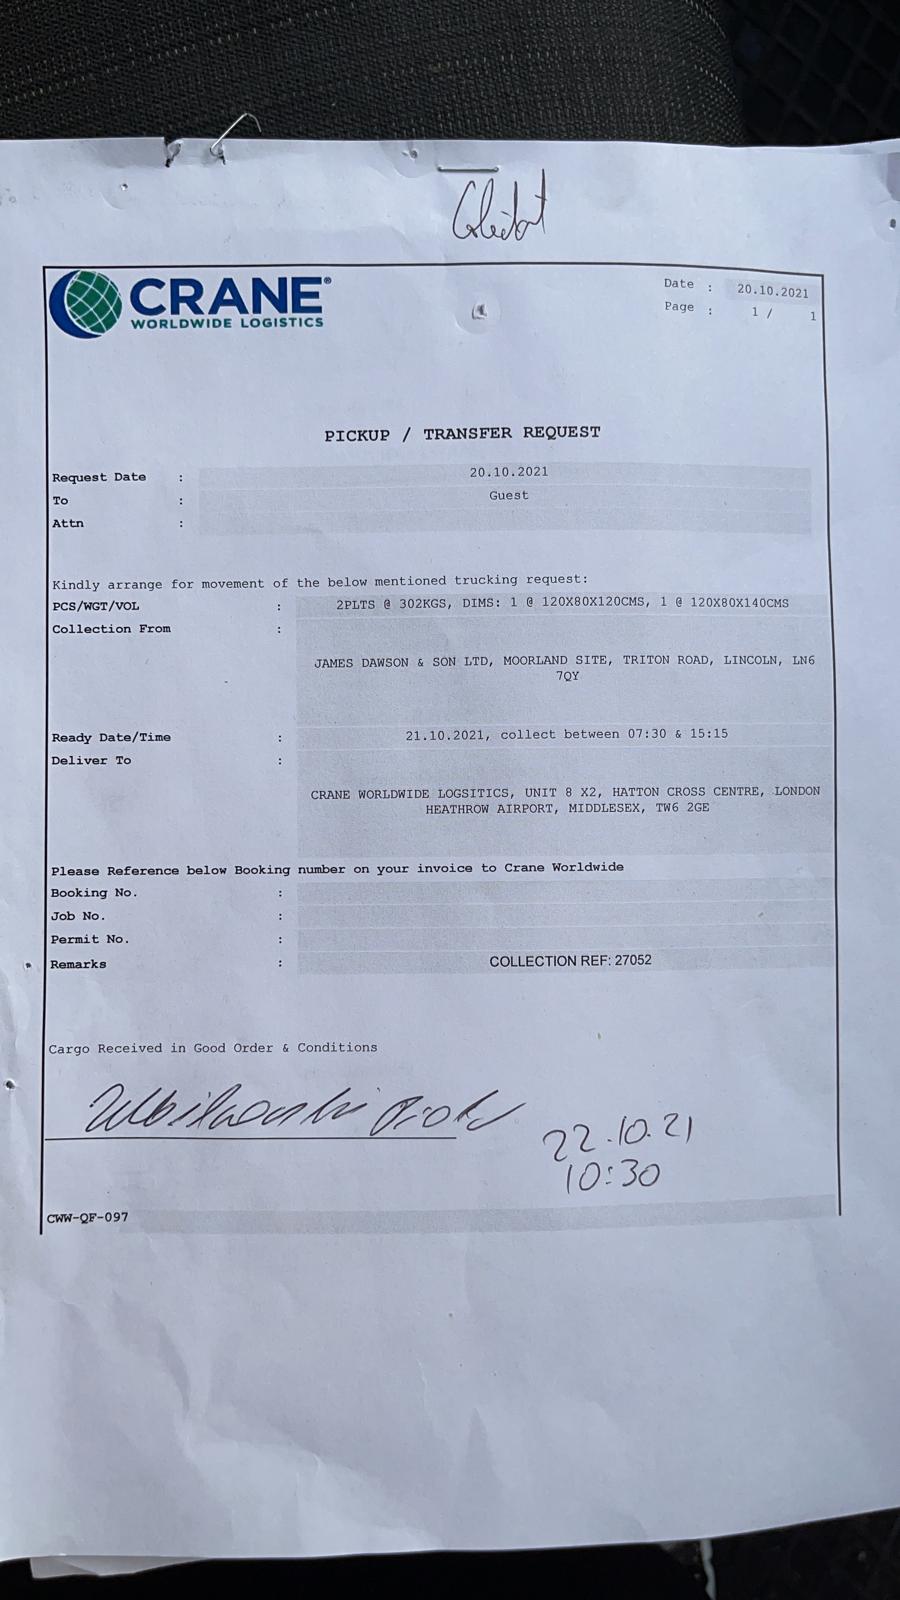 CRANE®
WORLDWIDE LOGISTICS
Date : 20.10.2021
Page : 1 / 1
PICKUP / TRANSFER REQUEST
Request Date : 20.10.2021
To : Guest
Attn :
Kindly arrange for movement of the below mentioned trucking request:
PCS/WGT/VOL : 2PLTS @ 302KGS, DIMS: 1 @ 120X80X120CMS, 1 @ 120X80X140CMS
Collection From :
JAMES DAWSON & SON LTD, MOORLAND SITE, TRITON ROAD, LINCOLN, LN6
7QY
Ready Date/Time : 21.10.2021, collect between 07:30 & 15:15
Deliver To :
CRANE WORLDWIDE LOGSITICS, UNIT 8 X2, HATTON CROSS CENTRE, LONDON
HEATHROW AIRPORT, MIDDLESEX, TW6 2GE
Please Reference below Booking number on your invoice to Crane Worldwide
Booking No. :
Job No. :
Permit No. :
Remarks : COLLECTION REF: 27052
Cargo Received in Good Order & Conditions
22.10.21
10:30
CWW-QF-097